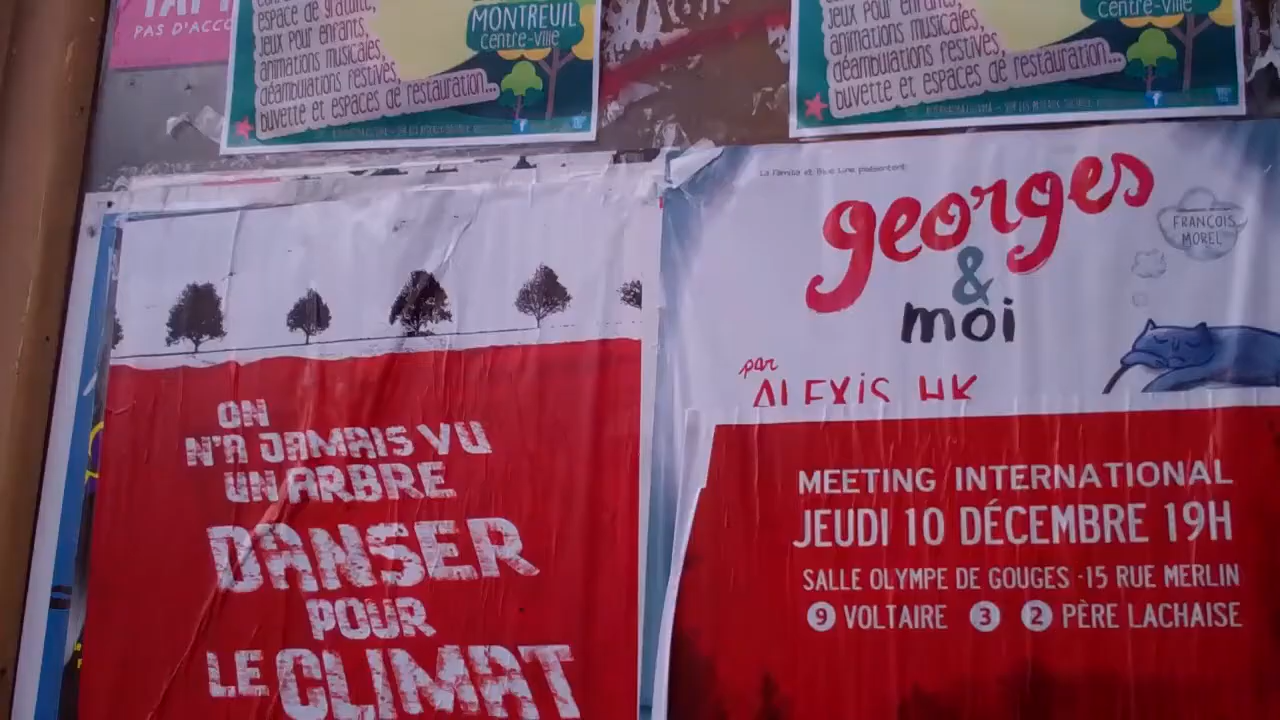 PAS D'ACCO
espace de gratuité,
jeux pour enfants,
animations musicales,
déambulations festives,
buvette et espaces de restauration...
MONTREUIL
centre-ville
jeux pour enfants,
animations musicales,
déambulations festives,
buvette et espaces de restauration...
centre-ville
ON
N'A JAMAIS VU
UN ARBRE
DANSER
POUR
LE CLIMAT
La Familia et Blue Line présentent
georges
&
moi
par
ALEXIS HK
FRANÇOIS
MOREL
MEETING INTERNATIONAL
JEUDI 10 DÉCEMBRE 19H
SALLE OLYMPE DE GOUGES - 15 RUE MERLIN
9 VOLTAIRE 3 2 PÈRE LACHAISE